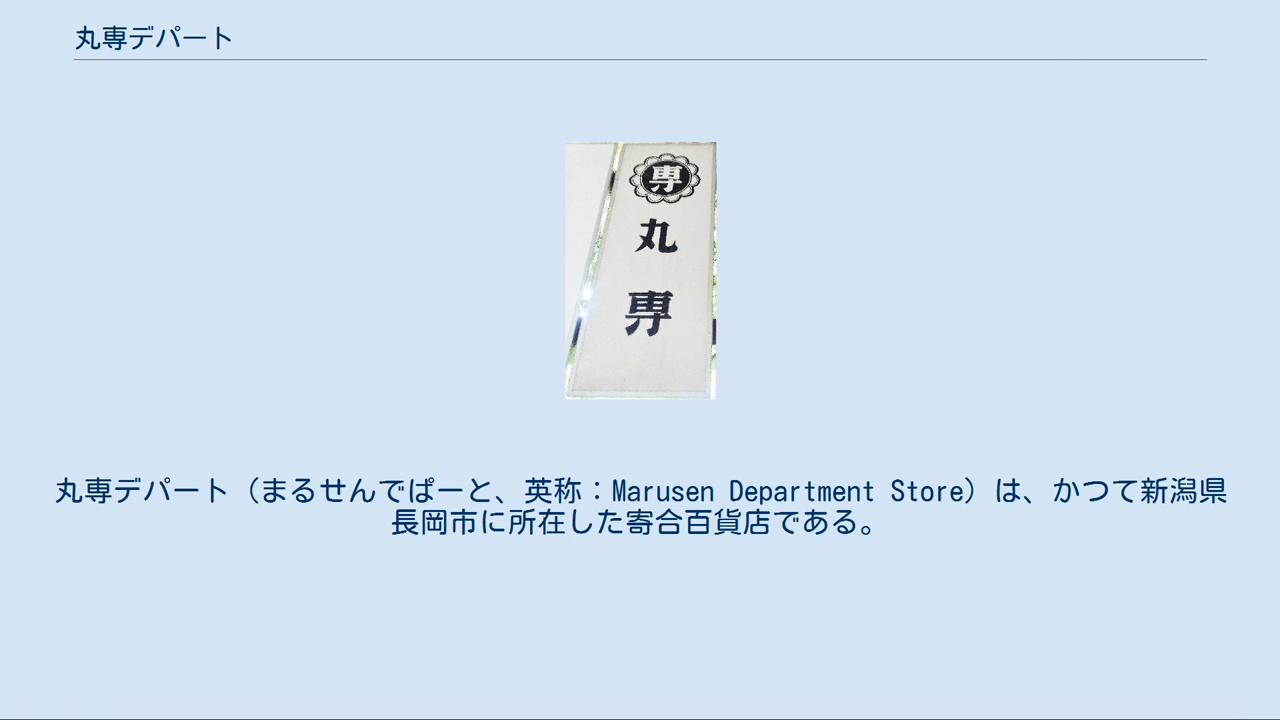 丸専デパート
専
丸
専
丸専デパート（まるせんでぱーと、英称：Marusen Department Store）は、かつて新潟県
長岡市に所在した寄合百貨店である。